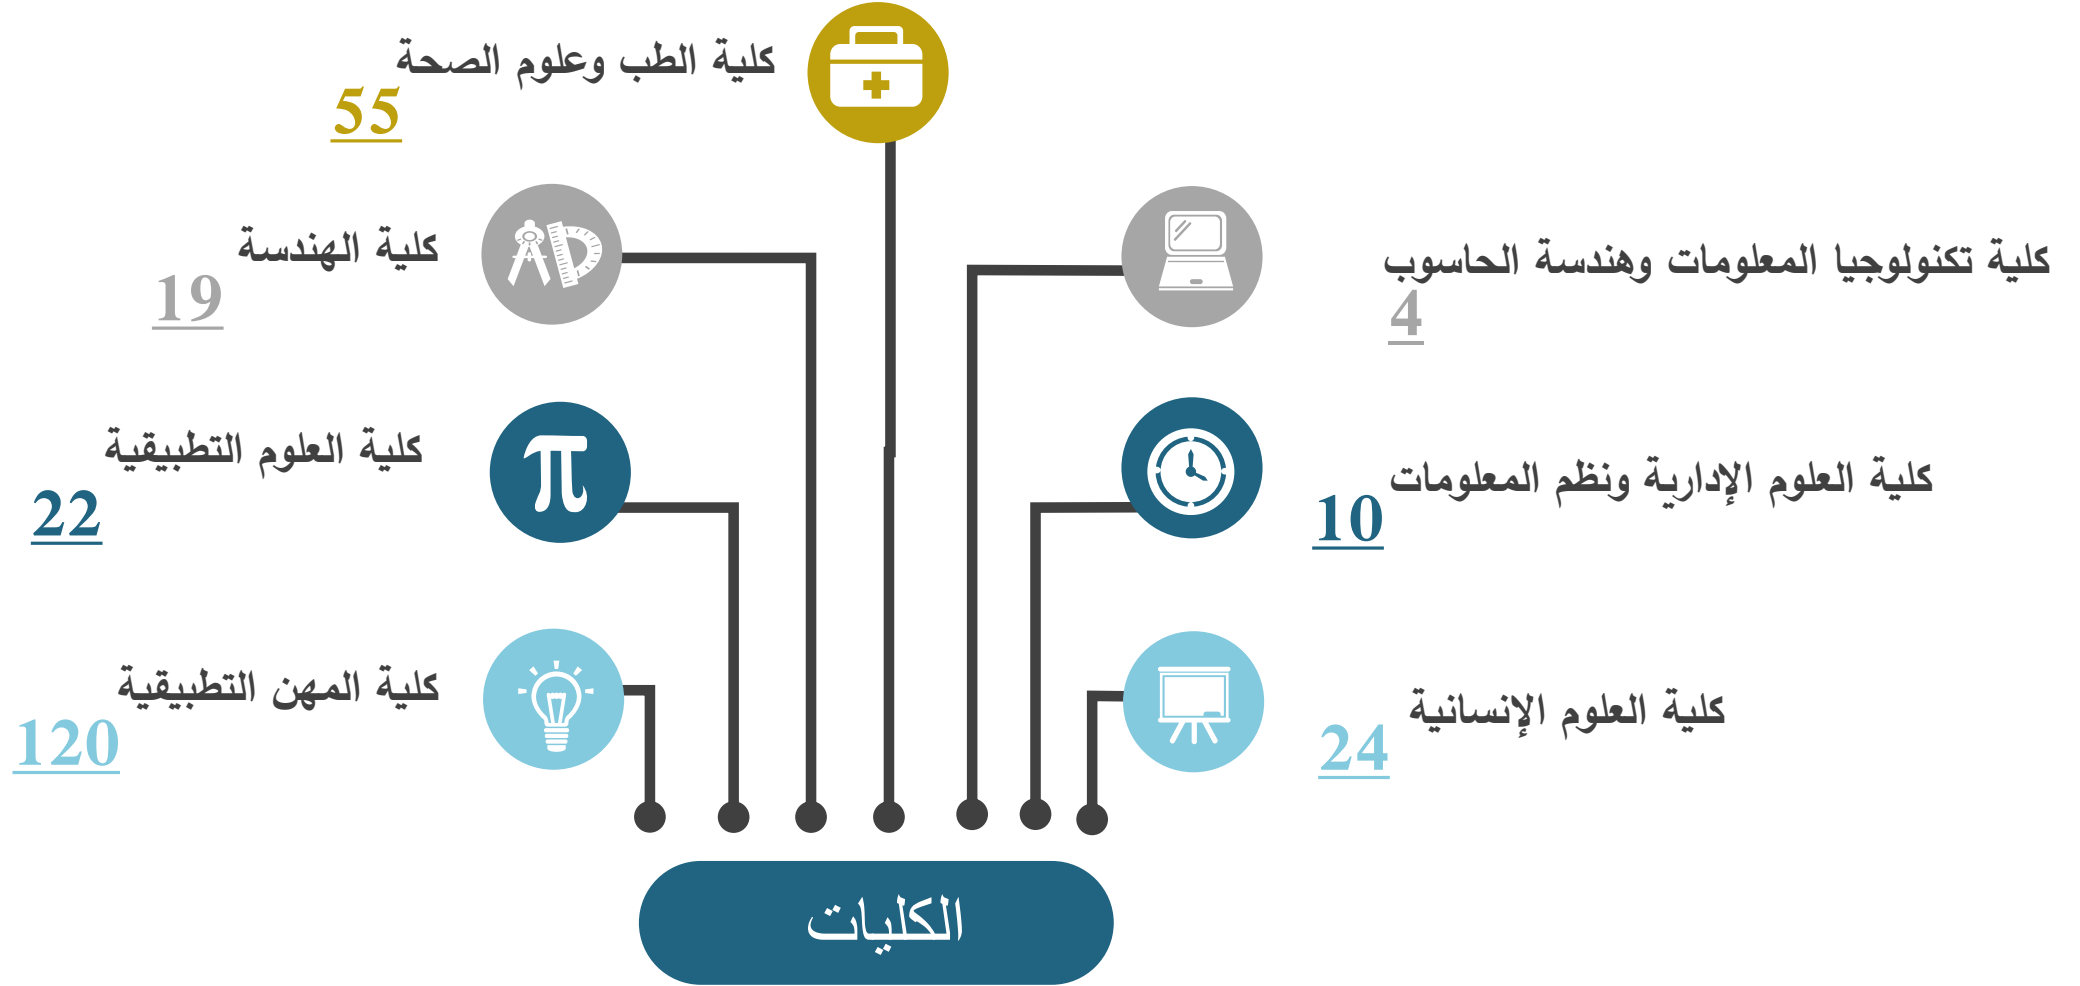 كلية الطب وعلوم الصحة
55
كلية تكنولوجيا المعلومات وهندسة الحاسوب
4
كلية الهندسة
19
كلية العلوم الإدارية ونظم المعلومات
10
كلية العلوم التطبيقية
22
كلية العلوم الإنسانية
24
كلية المهن التطبيقية
120
الكليات